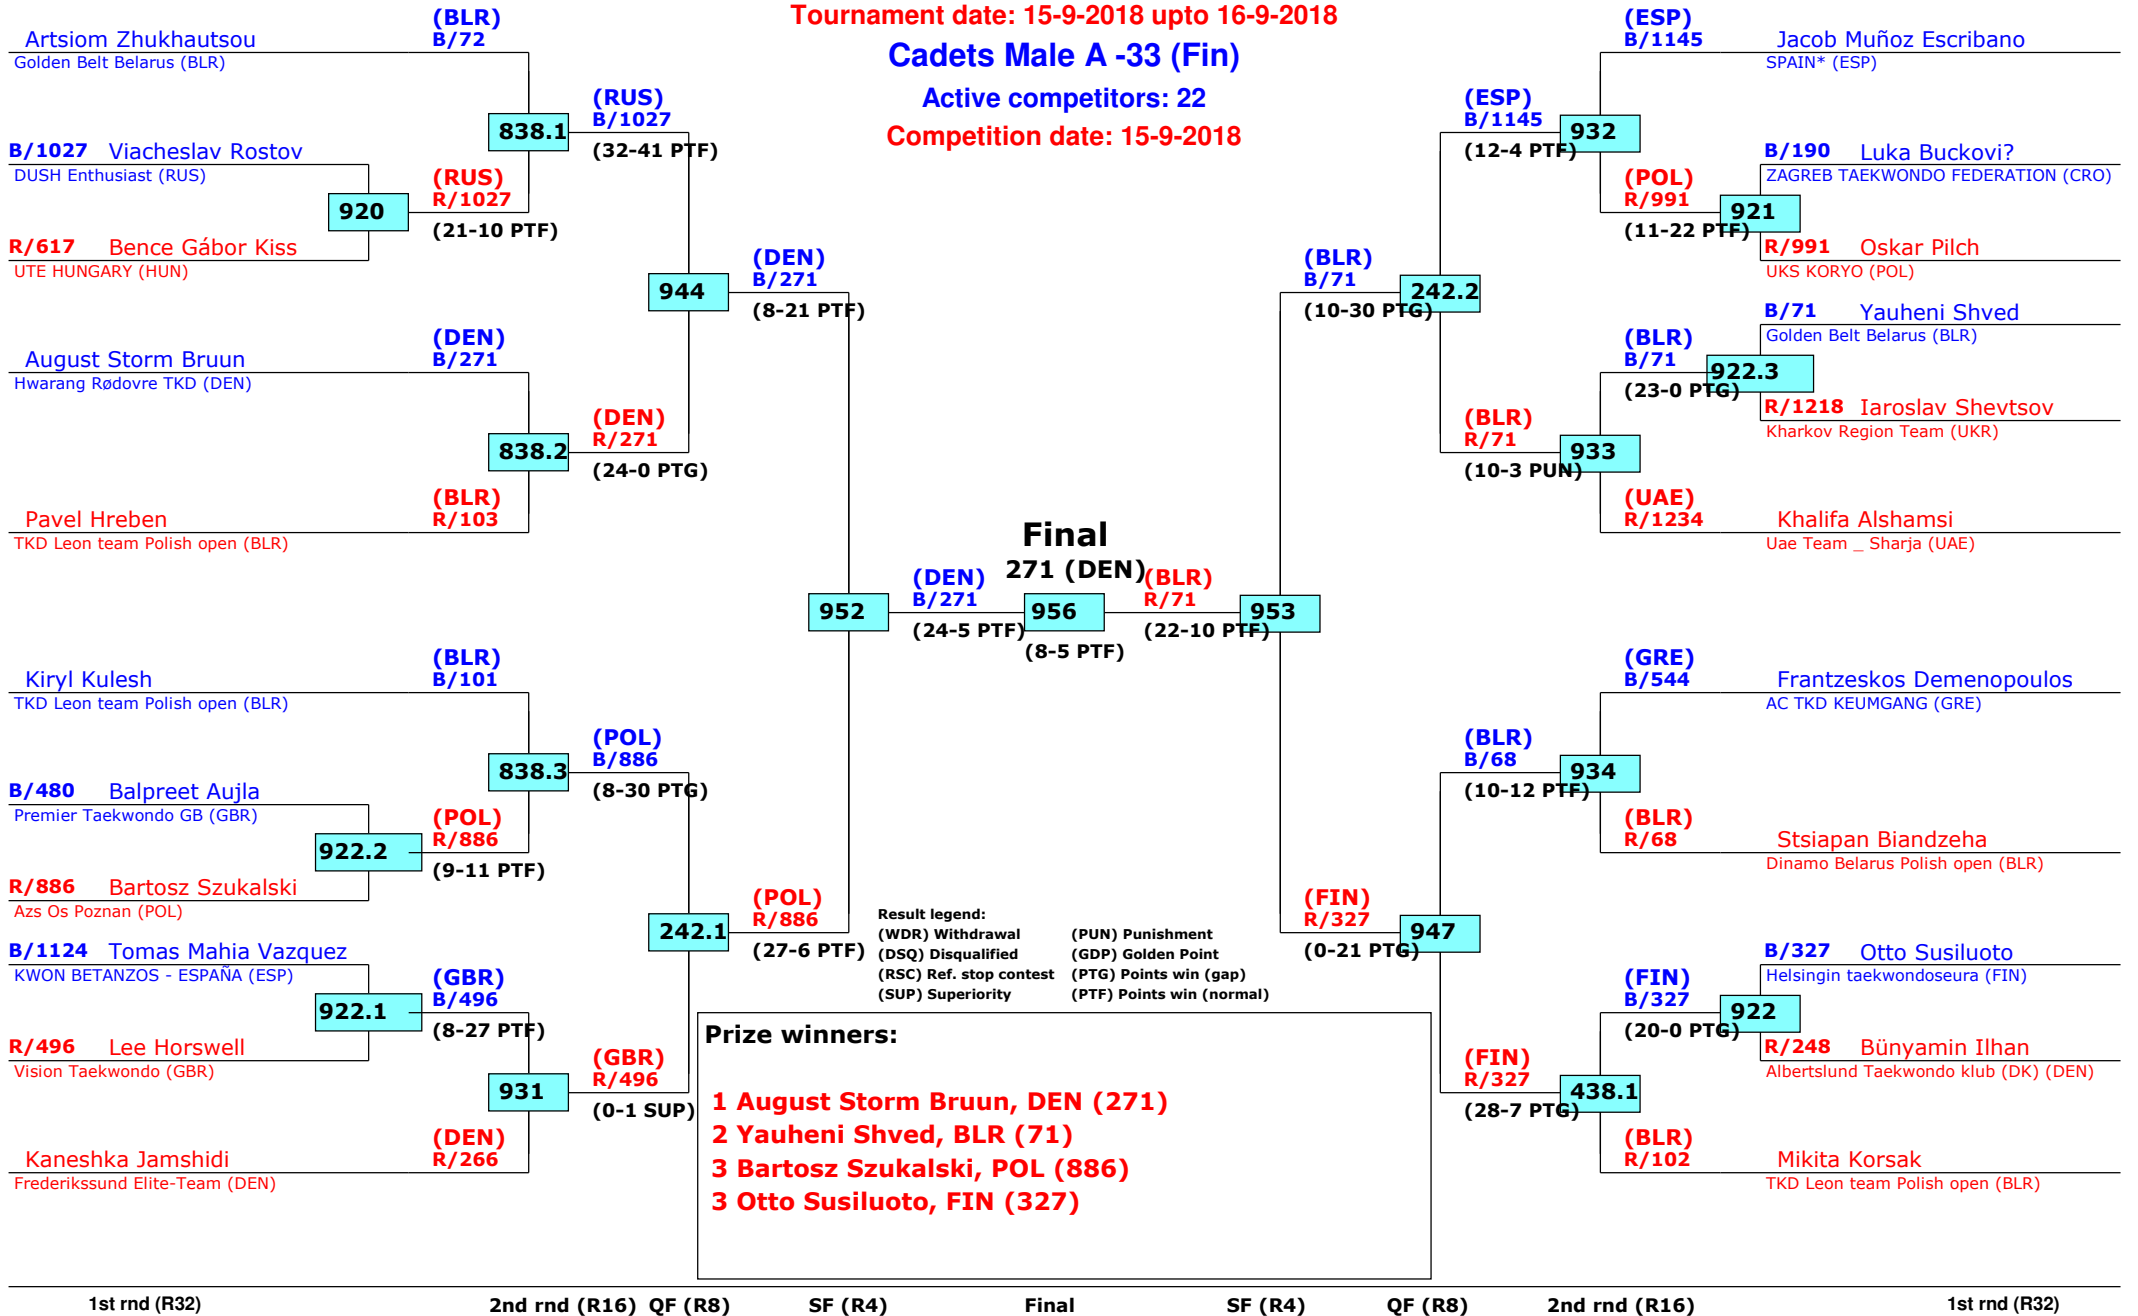 Tournament date: 15-9-2018 upto 16-9-2018
Cadets Male A -33 (Fin)
Active competitors: 22
Competition date: 15-9-2018
(BLR)
Artsiom Zhukhautsou B/72
Golden Belt Belarus (BLR)
838.1
(RUS)
B/1027
(32-41 PTF)
B/1027 Viacheslav Rostov
DUSH Enthusiast (RUS)
920
(RUS)
R/1027
(21-10 PTF)
R/617 Bence Gábor Kiss
UTE HUNGARY (HUN)
944
(DEN)
B/271
(8-21 PTF)
(DEN)
August Storm Bruun B/271
Hwarang Rødovre TKD (DEN)
838.2
(DEN)
R/271
(24-0 PTG)
(BLR)
Pavel Hreben R/103
TKD Leon team Polish open (BLR)
952
(DEN)
B/271
(24-5 PTF)
(BLR)
Kiryl Kulesh B/101
TKD Leon team Polish open (BLR)
838.3
(POL)
B/886
(8-30 PTG)
B/480 Balpreet Aujla
Premier Taekwondo GB (GBR)
922.2
(POL)
R/886
(9-11 PTF)
R/886 Bartosz Szukalski
Azs Os Poznan (POL)
242.1
(POL)
R/886
(27-6 PTF)
B/1124 Tomas Mahia Vazquez
KWON BETANZOS - ESPAÑA (ESP)
922.1
(GBR)
B/496
(8-27 PTF)
R/496 Lee Horswell
Vision Taekwondo (GBR)
931
(GBR)
R/496
(0-1 SUP)
(DEN)
Kaneshka Jamshidi R/266
Frederikssund Elite-Team (DEN)
Final
271 (DEN)
956
(8-5 PTF)
(BLR)
R/71
(22-10 PTF)
953
(ESP)
B/1145 Jacob Muñoz Escribano
SPAIN* (ESP)
(ESP)
B/1145
(12-4 PTF)
932
B/190 Luka Buckovi?
ZAGREB TAEKWONDO FEDERATION (CRO)
(POL)
R/991
(11-22 PTF)
921
R/991 Oskar Pilch
UKS KORYO (POL)
(BLR)
B/71
(10-30 PTG)
242.2
B/71 Yauheni Shved
Golden Belt Belarus (BLR)
(BLR)
B/71
(23-0 PTG)
922.3
R/1218 Iaroslav Shevtsov
Kharkov Region Team (UKR)
(BLR)
R/71
(10-3 PUN)
933
(UAE)
R/1234 Khalifa Alshamsi
Uae Team _ Sharja (UAE)
(GRE)
B/544 Frantzeskos Demenopoulos
AC TKD KEUMGANG (GRE)
(BLR)
B/68
(10-12 PTF)
934
(BLR)
R/68 Stsiapan Biandzeha
Dinamo Belarus Polish open (BLR)
(FIN)
R/327
(0-21 PTG)
947
B/327 Otto Susiluoto
Helsingin taekwondoseura (FIN)
(FIN)
B/327
(20-0 PTG)
922
R/248 Bünyamin Ilhan
Albertslund Taekwondo klub (DK) (DEN)
(FIN)
R/327
(28-7 PTG)
438.1
(BLR)
R/102 Mikita Korsak
TKD Leon team Polish open (BLR)
Result legend:
(WDR) Withdrawal (PUN) Punishment
(DSQ) Disqualified (GDP) Golden Point
(RSC) Ref. stop contest (PTG) Points win (gap)
(SUP) Superiority (PTF) Points win (normal)
Prize winners:
1 August Storm Bruun, DEN (271)
2 Yauheni Shved, BLR (71)
3 Bartosz Szukalski, POL (886)
3 Otto Susiluoto, FIN (327)
1st rnd (R32) 2nd rnd (R16) QF (R8) SF (R4) Final SF (R4) QF (R8) 2nd rnd (R16) 1st rnd (R32)